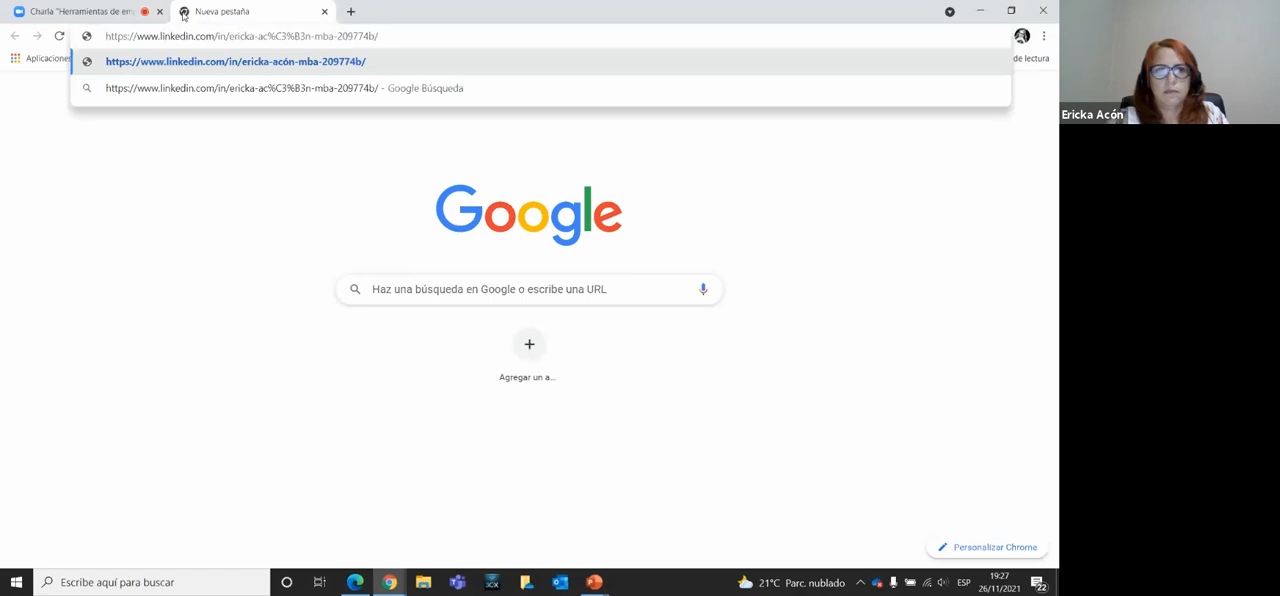 Charla "Herramientas de em
Nueva pestaña
https://www.linkedin.com/in/ericka-ac%C3%B3n-mba-209774b/
Aplicaciones
https://www.linkedin.com/in/ericka-acón-mba-209774b/
de lectura
https://www.linkedin.com/in/ericka-ac%C3%B3n-mba-209774b/ - Google Búsqueda
Ericka Acón
Google
Haz una búsqueda en Google o escribe una URL
Agregar un a...
Personalizar Chrome
Escribe aquí para buscar
21°C Parc. nublado
ESP
19:27
26/11/2021
22